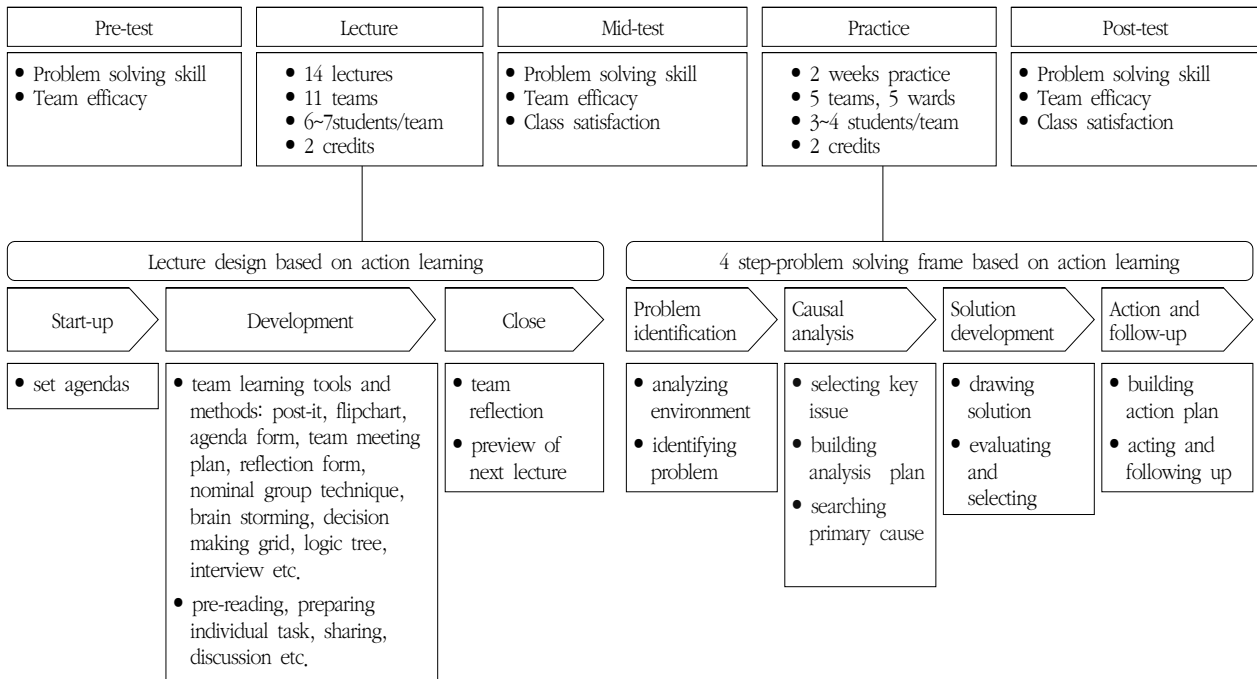 Pre-test
Lecture
Mid-test
Practice
Post-test
• Problem solving skill
• Team efficacy
• 14 lectures
• 11 teams
• 6~7students/team
• 2 credits
• Problem solving skill
• Team efficacy
• Class satisfaction
• 2 weeks practice
• 5 teams, 5 wards
• 3~4 students/team
• 2 credits
• Problem solving skill
• Team efficacy
• Class satisfaction
Lecture design based on action learning
Start-up
Development
Close
• set agendas
• team learning tools and
methods: post-it, flipchart,
agenda form, team meeting
plan, reflection form,
nominal group technique,
brain storming, decision
making grid, logic tree,
interview etc.
• pre-reading, preparing
individual task, sharing,
discussion etc.
• team
reflection
• preview of
next lecture
4 step-problem solving frame based on action learning
Problem
identification
Causal
analysis
Solution
development
Action and
follow-up
• analyzing
environment
• identifying
problem
• selecting key
issue
• building
analysis plan
• searching
primary cause
• drawing
solution
• evaluating
and
selecting
• building
action plan
• acting and
following up